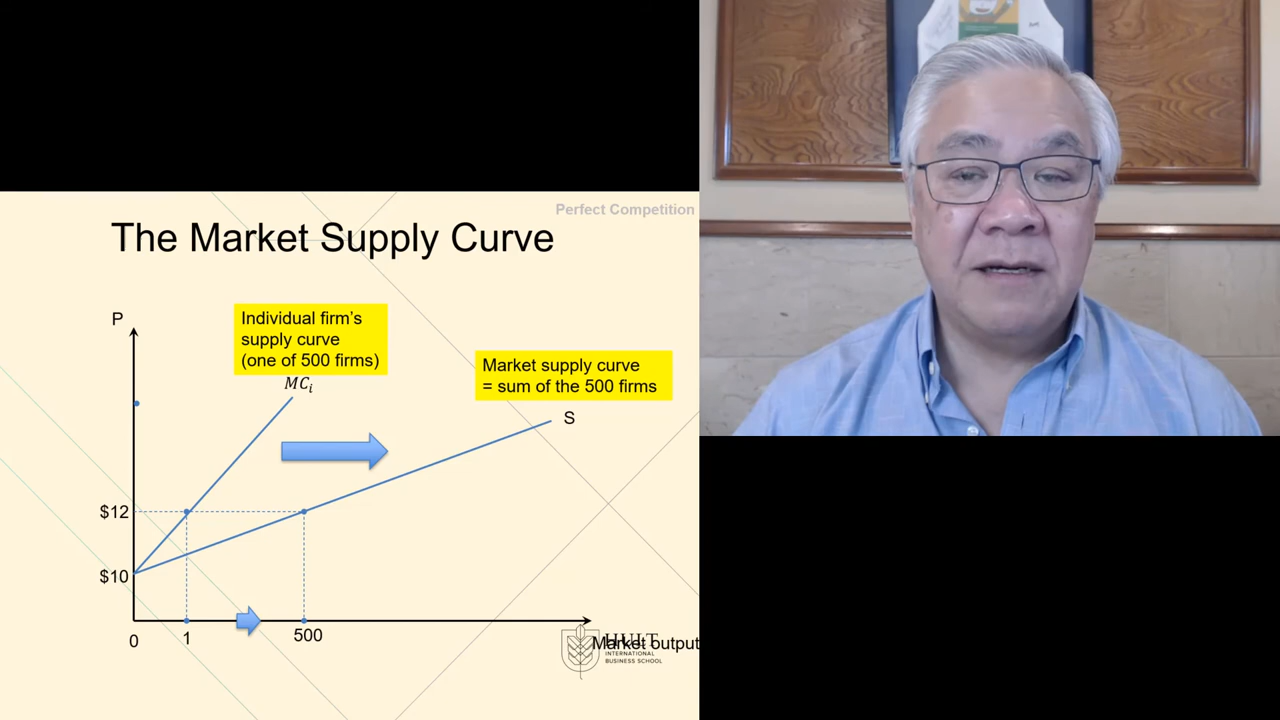 Perfect Competition
The Market Supply Curve
P
Individual firm's
supply curve
(one of 500 firms)
MCᵢ
Market supply curve
= sum of the 500 firms
S
$12
$10
0
1
500
Market output
HULT
INTERNATIONAL
BUSINESS SCHOOL